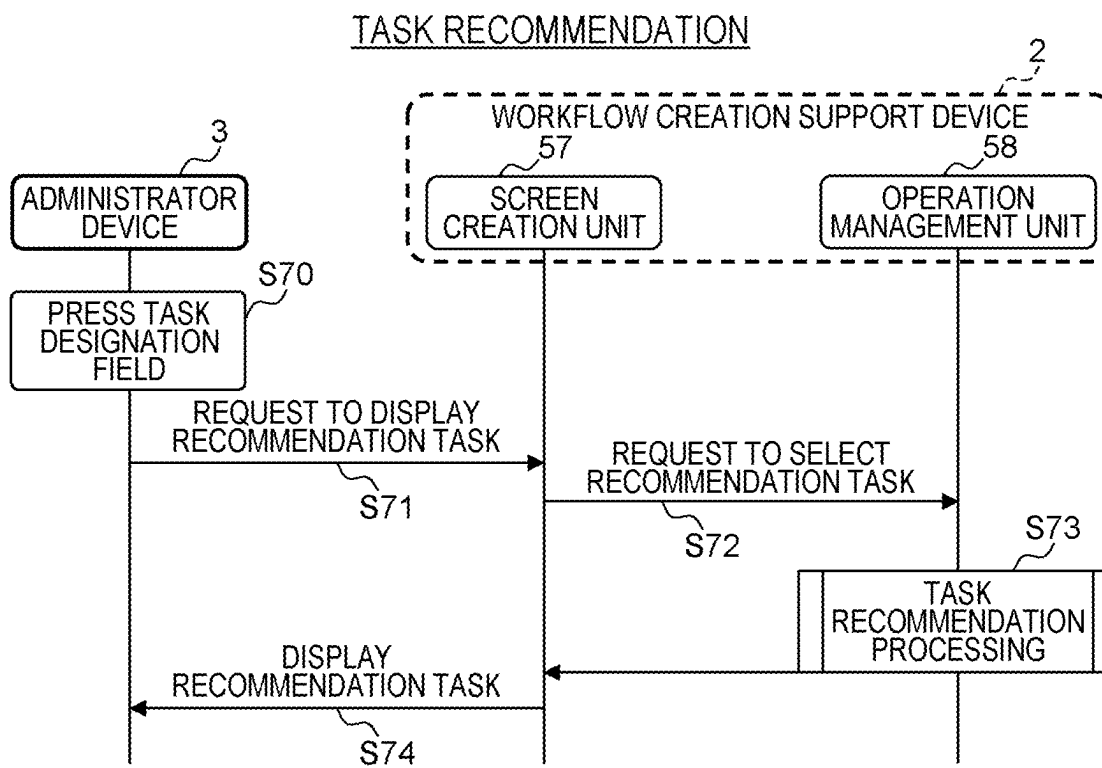 TASK RECOMMENDATION
2
WORKFLOW CREATION SUPPORT DEVICE
3
57
58
ADMINISTRATOR
DEVICE
SCREEN
CREATION UNIT
OPERATION
MANAGEMENT UNIT
S70
PRESS TASK
DESIGNATION
FIELD
REQUEST TO DISPLAY
RECOMMENDATION TASK
S71
REQUEST TO SELECT
RECOMMENDATION TASK
S72
S73
TASK
RECOMMENDATION
PROCESSING
DISPLAY
RECOMMENDATION TASK
S74